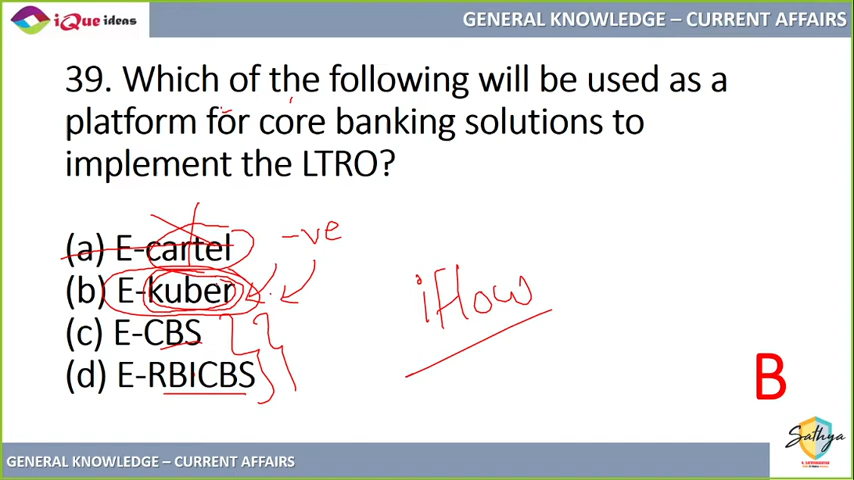 iQue ideas
GENERAL KNOWLEDGE – CURRENT AFFAIRS
39. Which of the following will be used as a
platform for core banking solutions to
implement the LTRO?
(a) E-cartel
-ve
(b) E-kuber
iFlow
(c) E-CBS
(d) E-RBICBS
B
Sathya
GENERAL KNOWLEDGE – CURRENT AFFAIRS